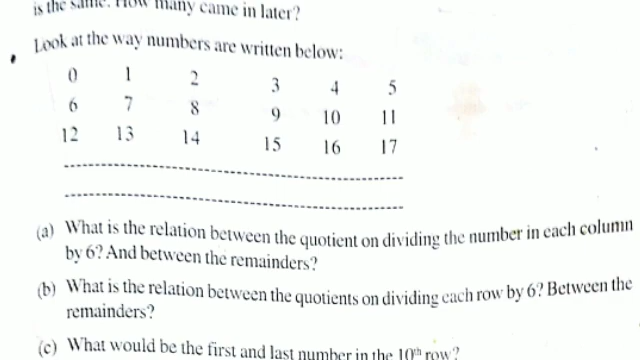 is the same. How many came in later?
Look at the way numbers are written below:
0 1 2 3 4 5
6 7 8 9 10 11
12 13 14 15 16 17
(a) What is the relation between the quotient on dividing the number in each column
by 6? And between the remainders?
(b) What is the relation between the quotients on dividing each row by 6? Between the
remainders?
(c) What would be the first and last number in the 10th row?